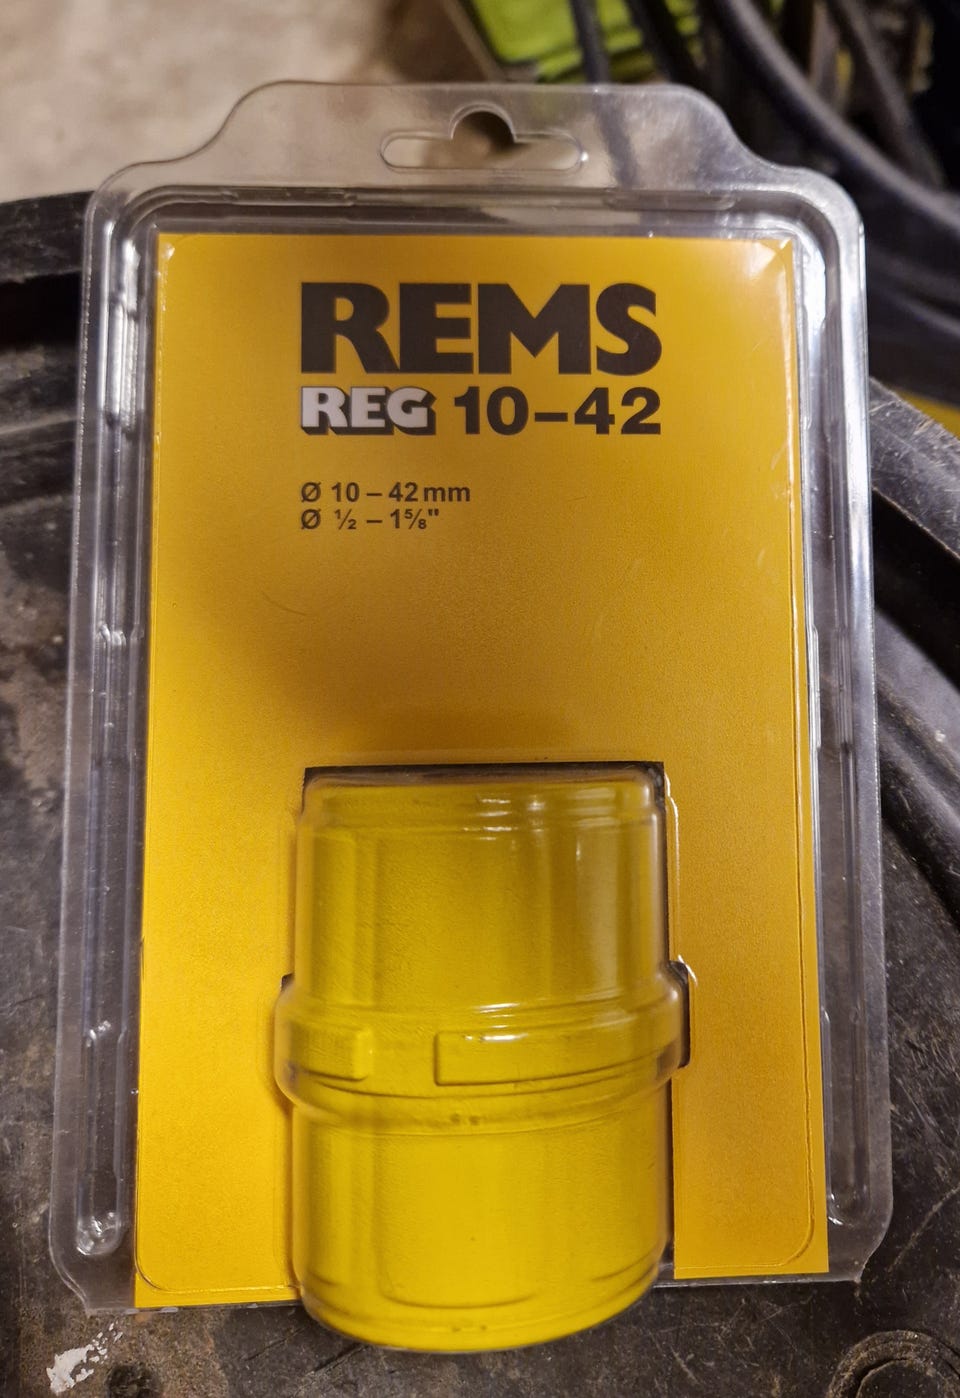 REMS
REG 10–42
Ø 10 – 42 mm
Ø ½ – 1⅝"